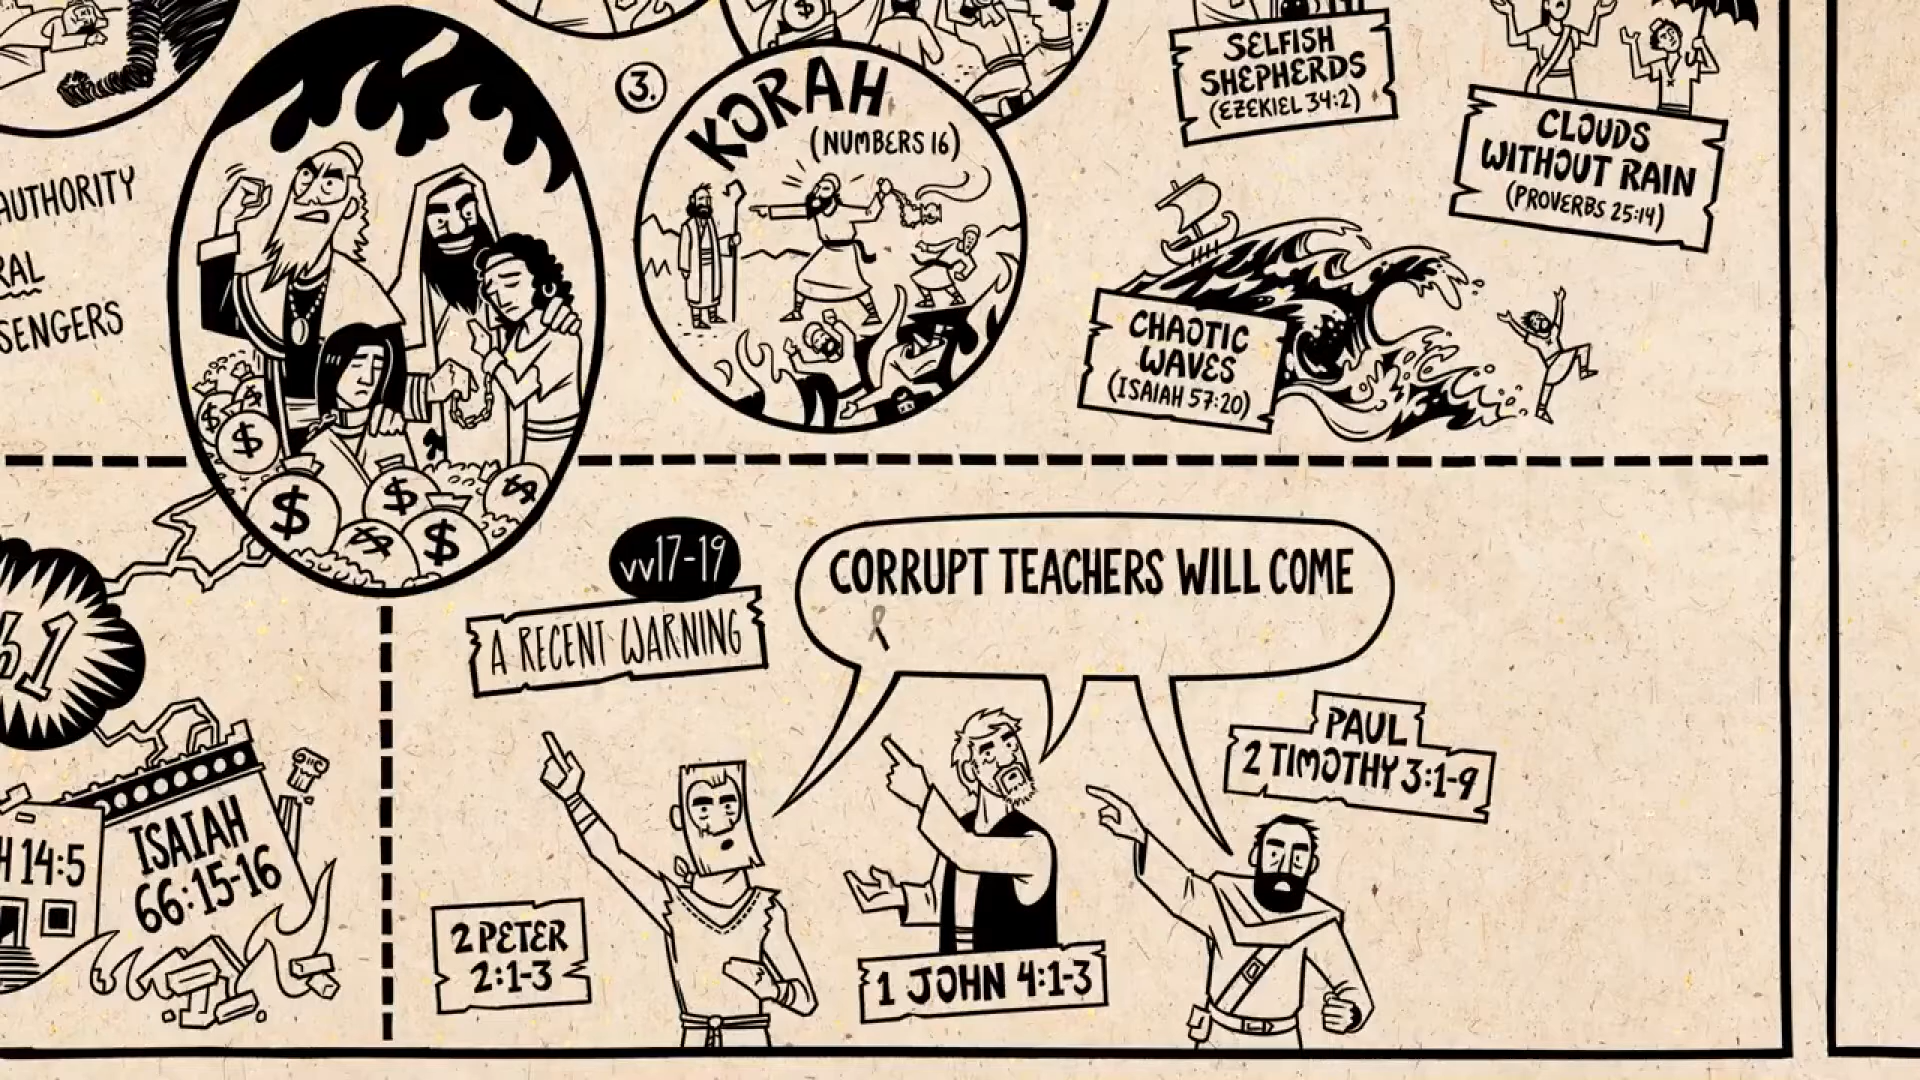 SELFISH
SHEPHERDS
(EZEKIEL 34:2)
CLOUDS
WITHOUT RAIN
(PROVERBS 25:14)
3.
KORAH
(NUMBERS 16)
AUTHORITY
RAL
SENGERS
CHAOTIC
WAVES
(ISAIAH 57:20)
$
$
$
$
$
$
$
vv17-19
A RECENT WARNING
CORRUPT TEACHERS WILL COME
61
ISAIAH
66:15-16
H 14:5
PAUL
2 TIMOTHY 3:1-9
2 PETER
2:1-3
1 JOHN 4:1-3